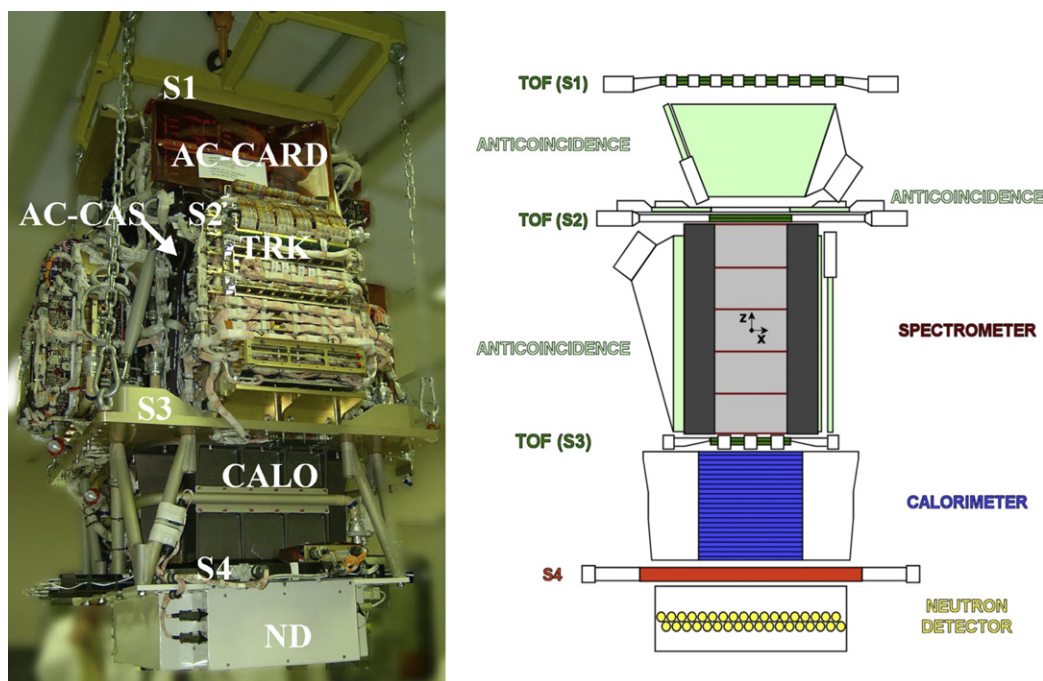 S1
AC-CARD
AC-CAS
S2
TRK
S3
CALO
S4
ND
TOF (S1)
ANTICOINCIDENCE
ANTICOINCIDENCE
TOF (S2)
z
x
SPECTROMETER
ANTICOINCIDENCE
TOF (S3)
CALORIMETER
S4
NEUTRON
DETECTOR